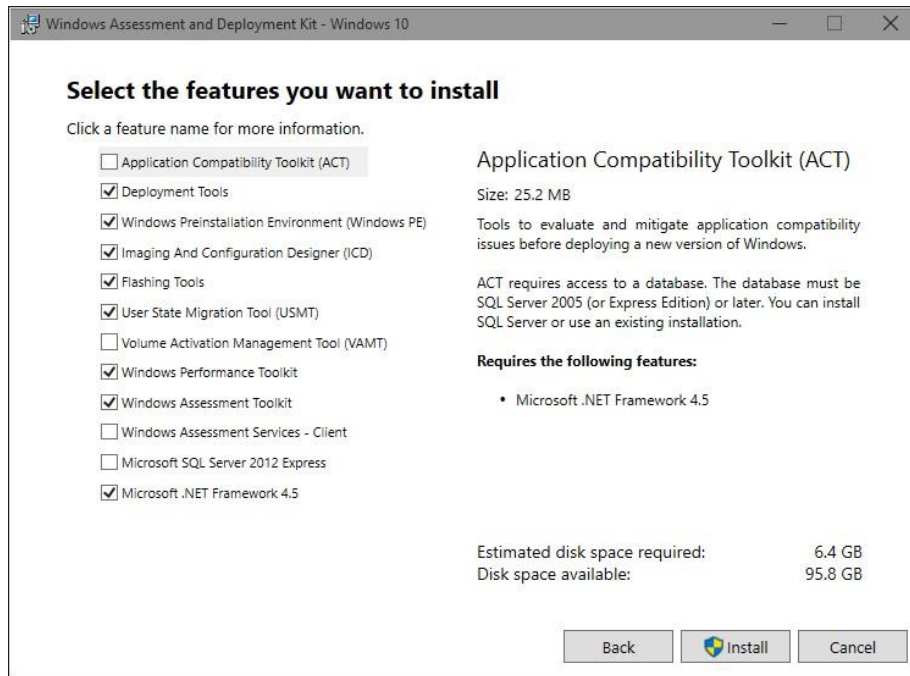 Windows Assessment and Deployment Kit - Windows 10
Select the features you want to install
Click a feature name for more information.
Application Compatibility Toolkit (ACT)
Deployment Tools
Windows Preinstallation Environment (Windows PE)
Imaging And Configuration Designer (ICD)
Flashing Tools
User State Migration Tool (USMT)
Volume Activation Management Tool (VAMT)
Windows Performance Toolkit
Windows Assessment Toolkit
Windows Assessment Services - Client
Microsoft SQL Server 2012 Express
Microsoft .NET Framework 4.5
Application Compatibility Toolkit (ACT)
Size: 25.2 MB
Tools to evaluate and mitigate application compatibility
issues before deploying a new version of Windows.
ACT requires access to a database. The database must be
SQL Server 2005 (or Express Edition) or later. You can install
SQL Server or use an existing installation.
Requires the following features:
• Microsoft .NET Framework 4.5
Estimated disk space required: 6.4 GB
Disk space available: 95.8 GB
Back Install Cancel